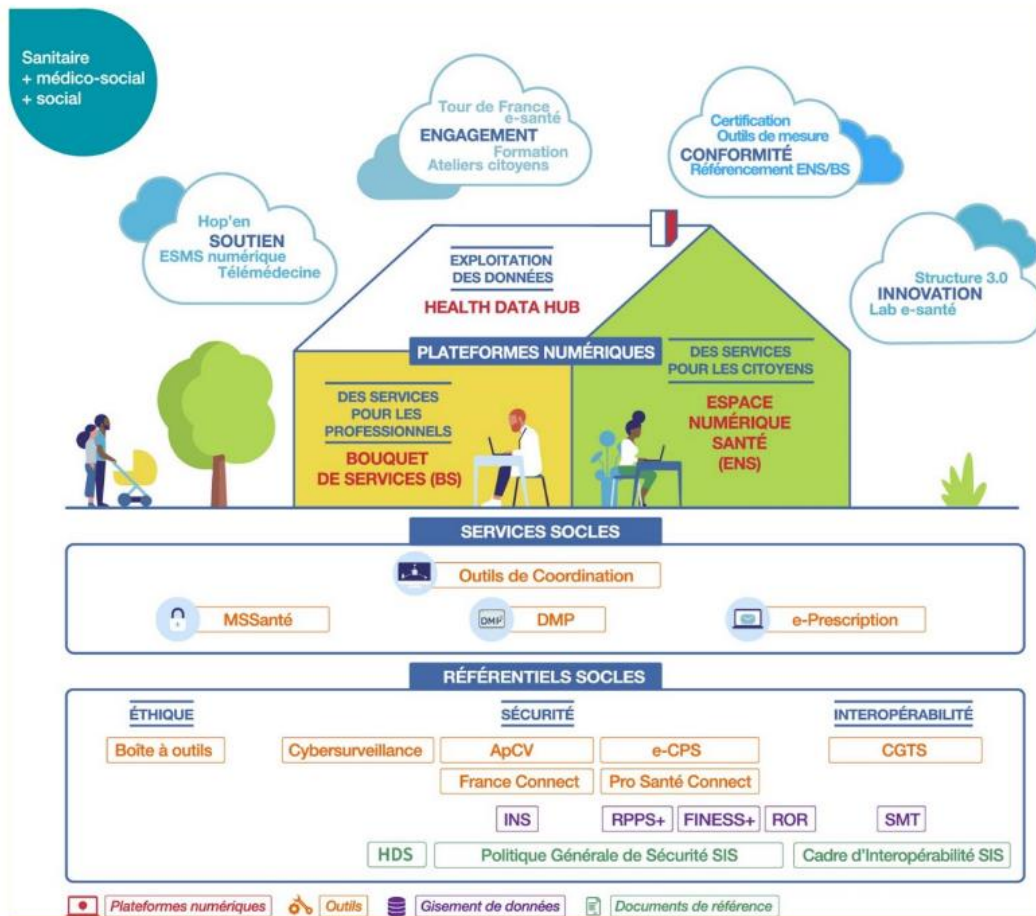 Sanitaire
+ médico-social
+ social
Tour de France
e-santé
ENGAGEMENT
Formation
Ateliers citoyens
Certification
Outils de mesure
CONFORMITÉ
Référencement ENS/BS
Hop'en
SOUTIEN
ESMS numérique
Télémédecine
Structure 3.0
INNOVATION
Lab e-santé
EXPLOITATION
DES DONNÉES
HEALTH DATA HUB
PLATEFORMES NUMÉRIQUES
DES SERVICES
POUR LES
PROFESSIONNELS
BOUQUET
DE SERVICES (BS)
DES SERVICES
POUR LES CITOYENS
ESPACE
NUMÉRIQUE
SANTÉ
(ENS)
SERVICES SOCLES
Outils de Coordination
MSSanté
DMP DMP
e-Prescription
RÉFÉRENTIELS SOCLES
ÉTHIQUE SÉCURITÉ INTEROPÉRABILITÉ
Boîte à outils Cybersurveillance ApCV e-CPS CGTS
France Connect Pro Santé Connect
INS RPPS+ FINESS+ ROR SMT
HDS Politique Générale de Sécurité SIS Cadre d'Interopérabilité SIS
Plateformes numériques Outils Gisement de données Documents de référence